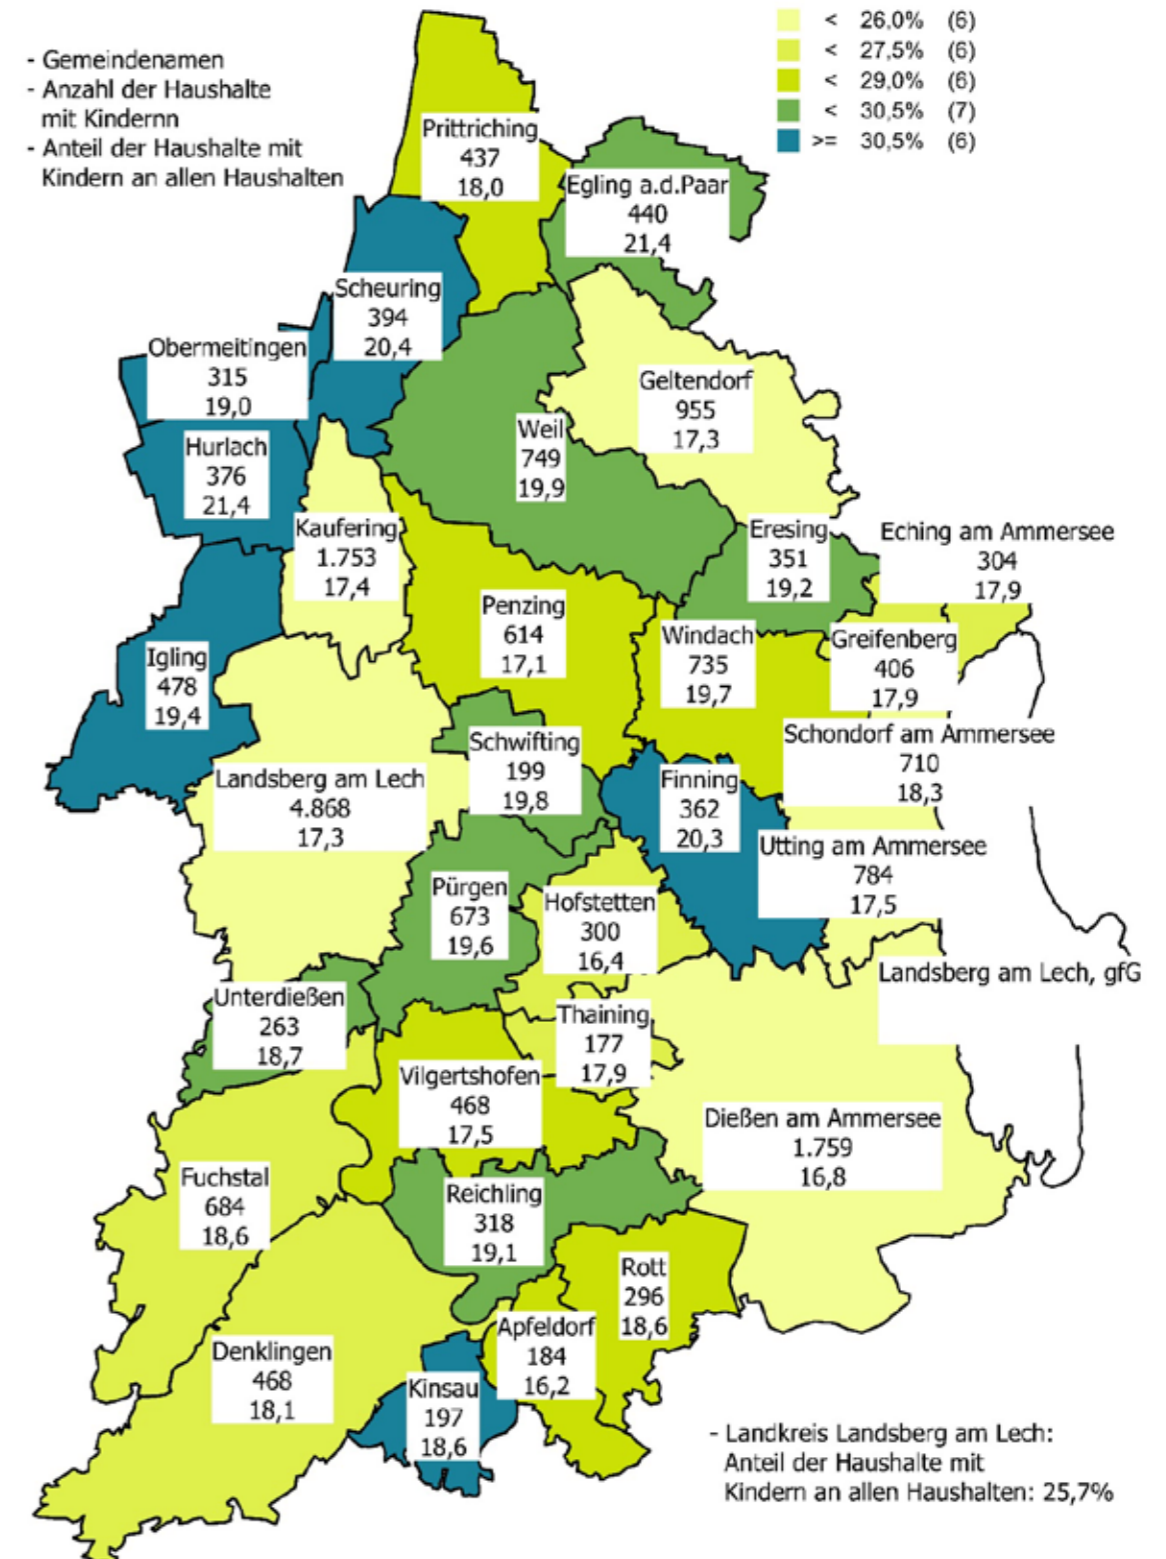 - Gemeindenamen
- Anzahl der Haushalte
mit Kindernn
- Anteil der Haushalte mit
Kindern an allen Haushalten
< 26,0% (6)
< 27,5% (6)
< 29,0% (6)
< 30,5% (7)
>= 30,5% (6)
Prittriching
437
18,0
Egling a.d.Paar
440
21,4
Scheuring
394
20,4
Obermeitingen
315
19,0
Geltendorf
955
17,3
Weil
749
19,9
Hurlach
376
21,4
Kaufering
1.753
17,4
Eresing
351
19,2
Eching am Ammersee
304
17,9
Penzing
614
17,1
Windach
735
19,7
Greifenberg
406
17,9
Igling
478
19,4
Schwifting
199
19,8
Schondorf am Ammersee
710
18,3
Landsberg am Lech
4.868
17,3
Finning
362
20,3
Utting am Ammersee
784
17,5
Pürgen
673
19,6
Hofstetten
300
16,4
Landsberg am Lech, gfG
Unterdießen
263
18,7
Thaining
177
17,9
Vilgertshofen
468
17,5
Dießen am Ammersee
1.759
16,8
Fuchstal
684
18,6
Reichling
318
19,1
Rott
296
18,6
Apfeldorf
184
16,2
Denklingen
468
18,1
Kinsau
197
18,6
- Landkreis Landsberg am Lech:
Anteil der Haushalte mit
Kindern an allen Haushalten: 25,7%